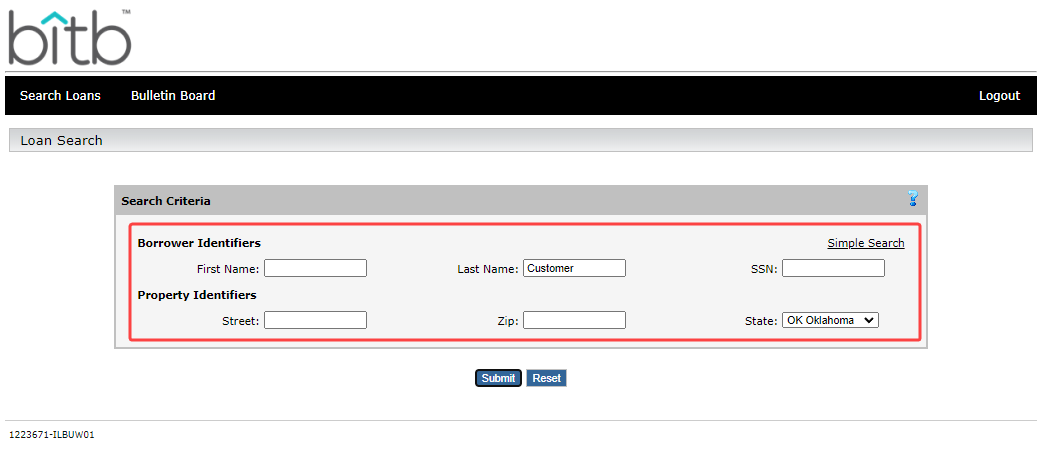 bitb™
Search Loans Bulletin Board Logout
Loan Search
Search Criteria ?
Borrower Identifiers Simple Search
First Name: Last Name: Customer SSN:
Property Identifiers
Street: Zip: State: OK Oklahoma
Submit Reset
1223671-ILBUW01